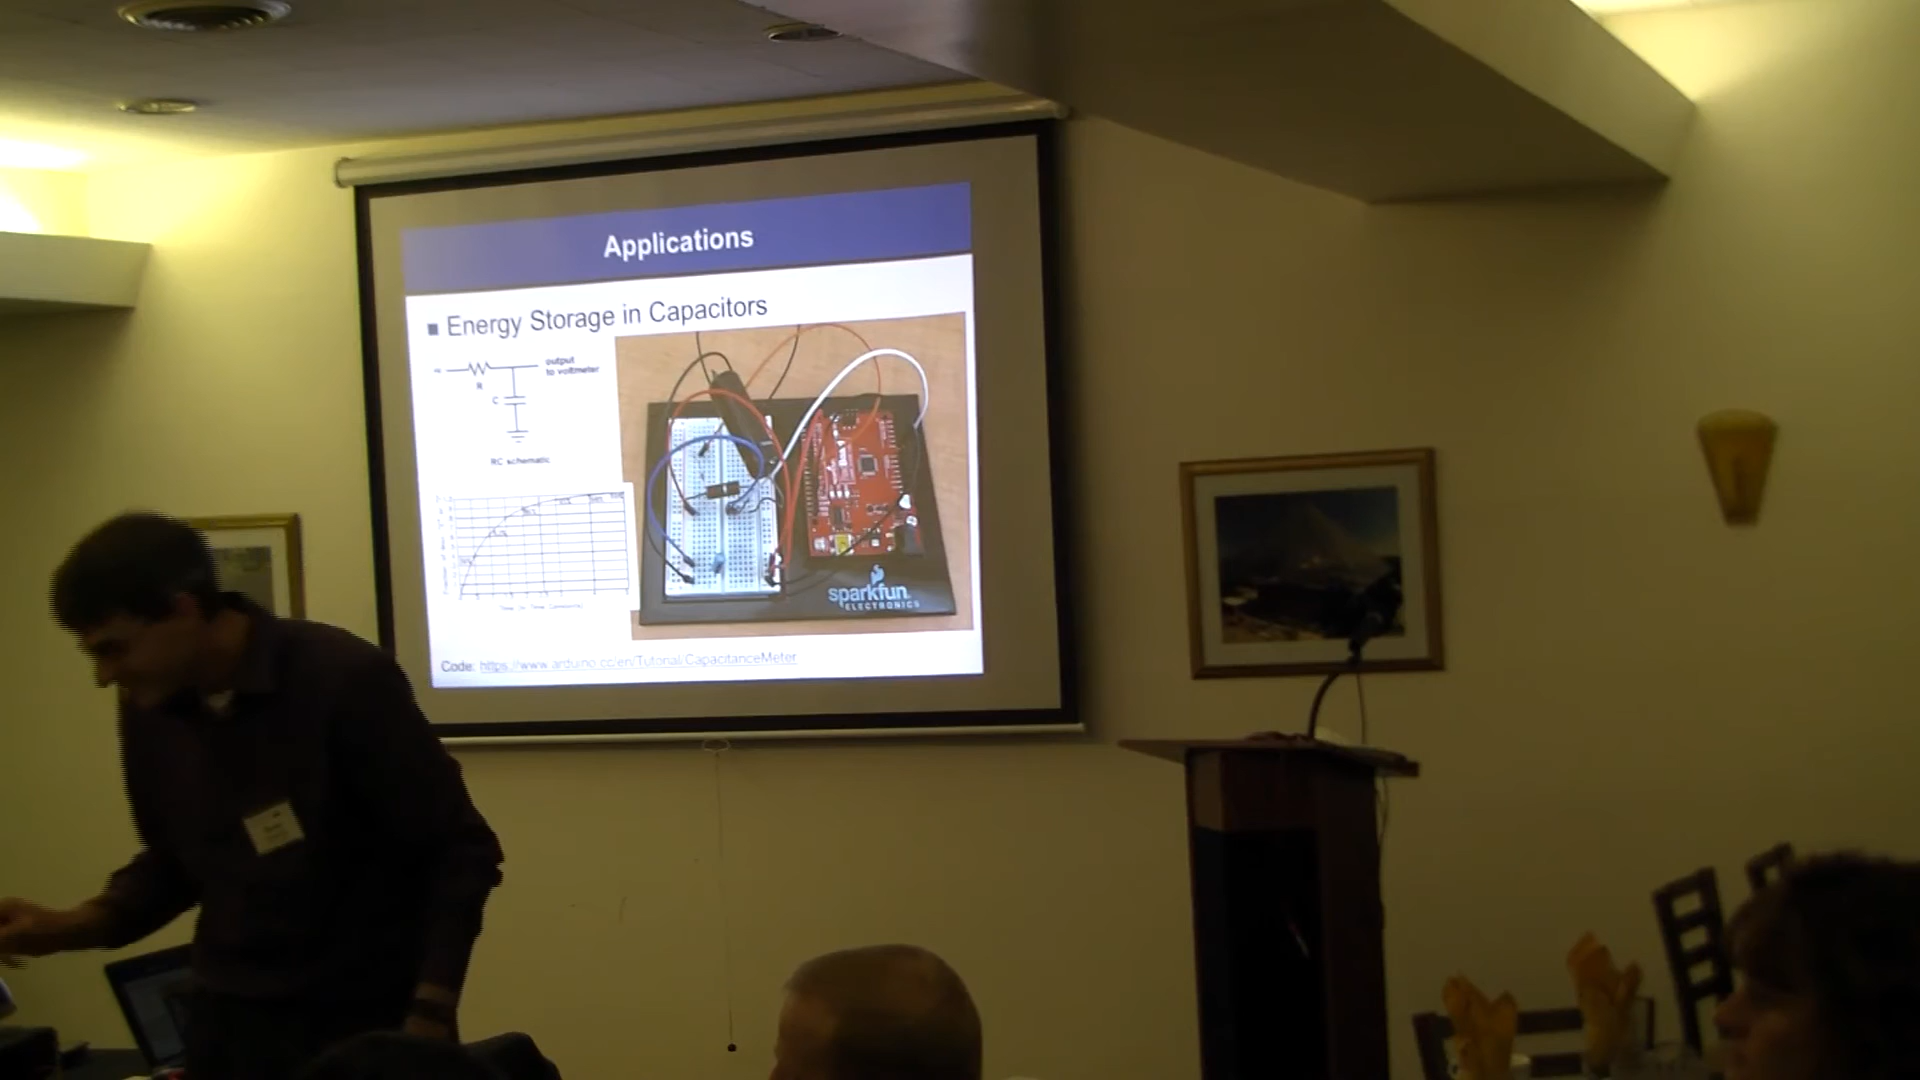 Applications
■ Energy Storage in Capacitors
output
to voltmeter
R
C
RC schematic
sparkfun
ELECTRONICS
Code: https://www.arduino.cc/en/Tutorial/CapacitanceMeter